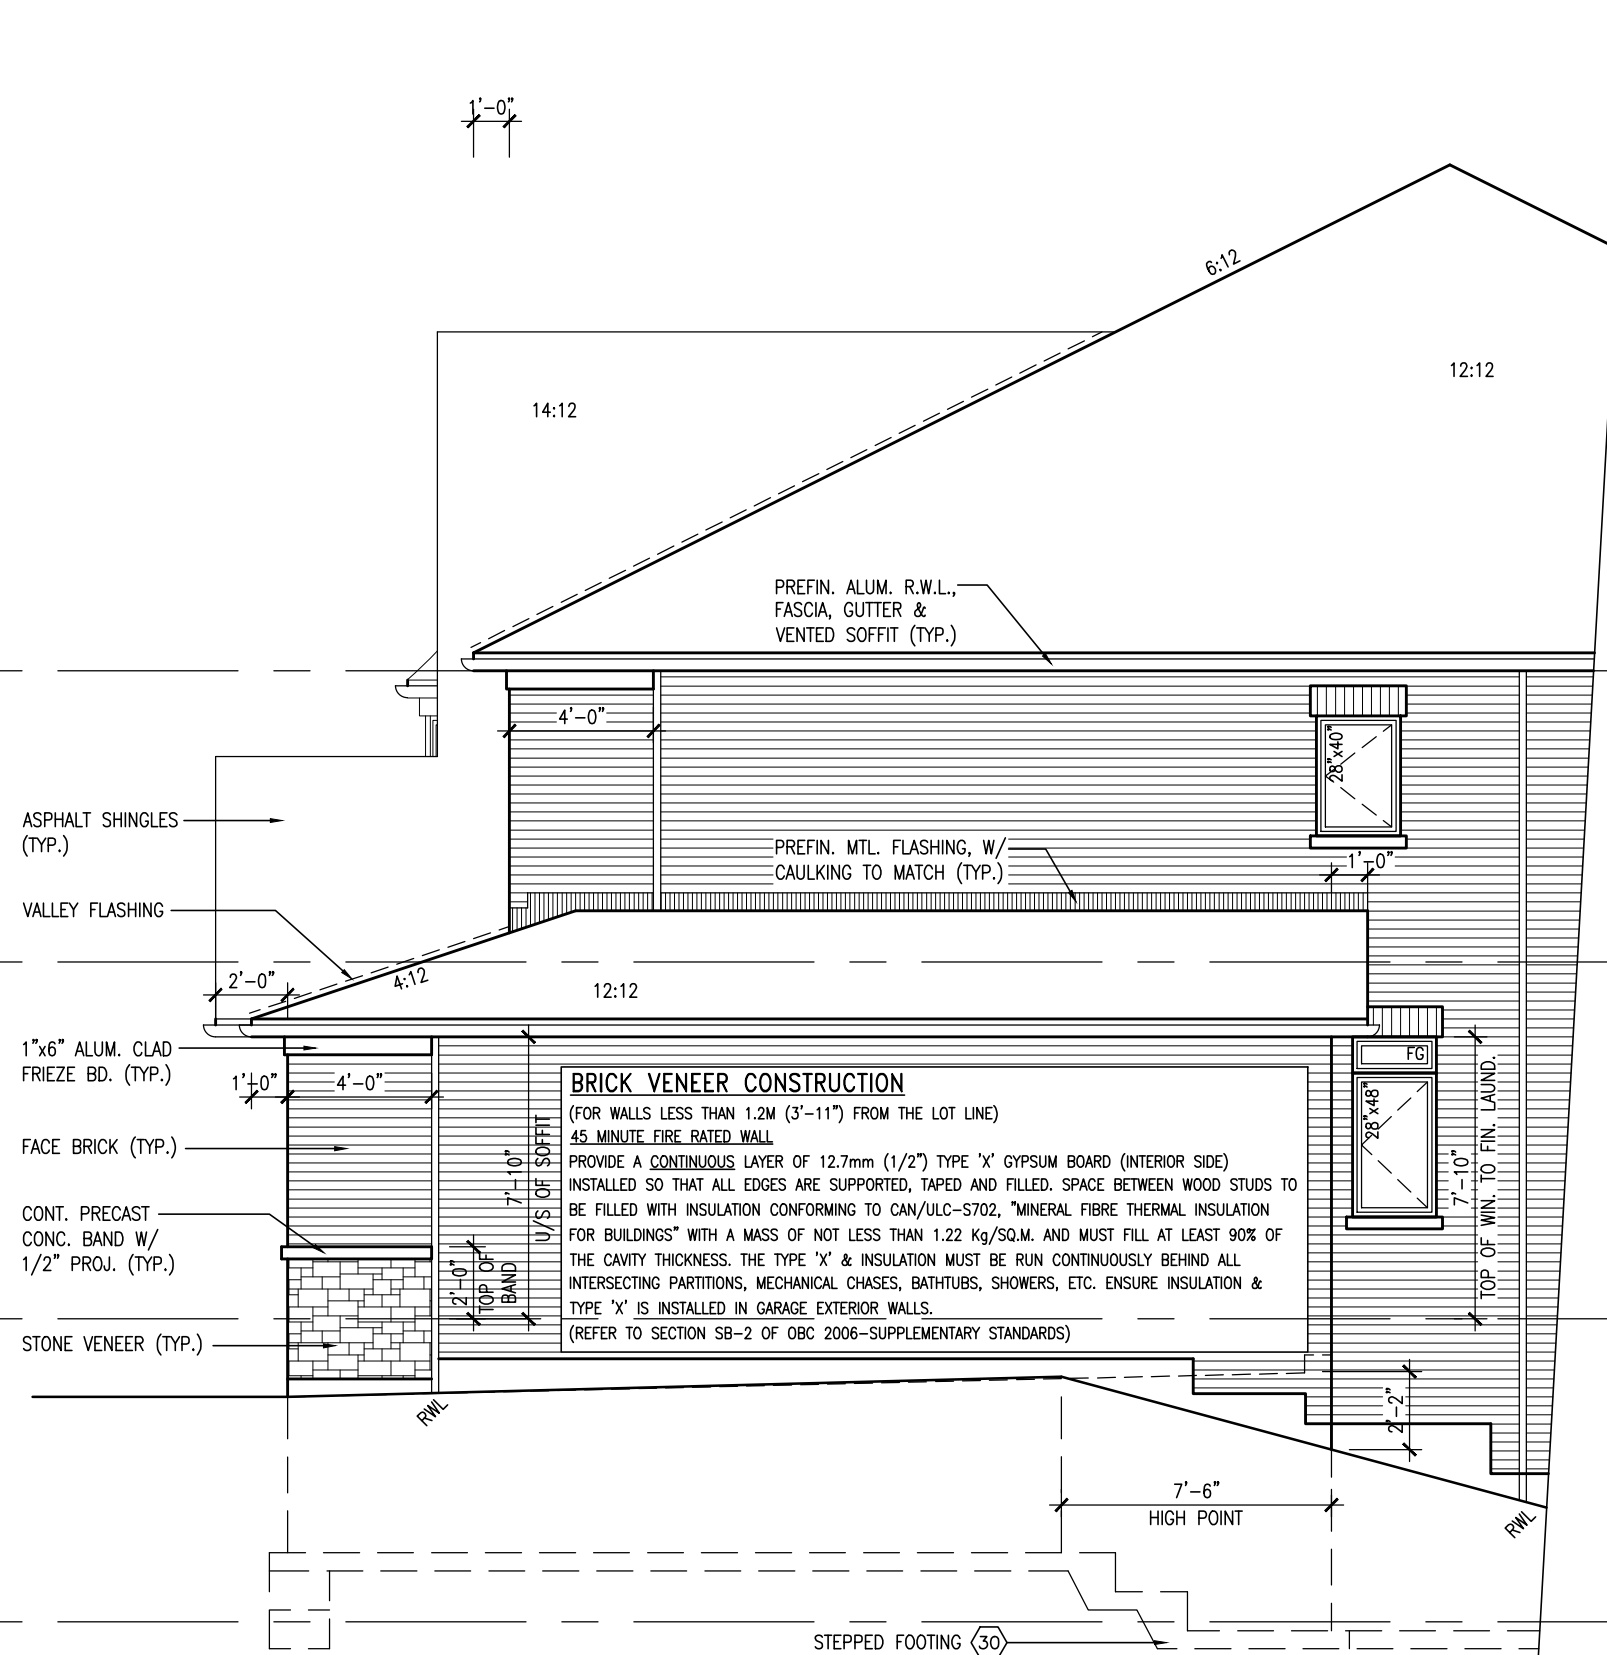 1'-0"
6:12
12:12
14:12
PREFIN. ALUM. R.W.L.,
FASCIA, GUTTER &
VENTED SOFFIT (TYP.)
4'-0"
28"x40"
ASPHALT SHINGLES
(TYP.)
PREFIN. MTL. FLASHING, W/
CAULKING TO MATCH (TYP.)
1'-0"
VALLEY FLASHING
2'-0"
4:12
12:12
1"x6" ALUM. CLAD
FRIEZE BD. (TYP.)
1'-0"
4'-0"
FACE BRICK (TYP.)
CONT. PRECAST
CONC. BAND W/
1/2" PROJ. (TYP.)
STONE VENEER (TYP.)
2'-0"
TOP OF
BAND
7'-10"
U/S OF SOFFIT
BRICK VENEER CONSTRUCTION
(FOR WALLS LESS THAN 1.2M (3'-11") FROM THE LOT LINE)
45 MINUTE FIRE RATED WALL
PROVIDE A CONTINUOUS LAYER OF 12.7mm (1/2") TYPE 'X' GYPSUM BOARD (INTERIOR SIDE)
INSTALLED SO THAT ALL EDGES ARE SUPPORTED, TAPED AND FILLED. SPACE BETWEEN WOOD STUDS TO
BE FILLED WITH INSULATION CONFORMING TO CAN/ULC-S702, "MINERAL FIBRE THERMAL INSULATION
FOR BUILDINGS" WITH A MASS OF NOT LESS THAN 1.22 Kg/SQ.M. AND MUST FILL AT LEAST 90% OF
THE CAVITY THICKNESS. THE TYPE 'X' & INSULATION MUST BE RUN CONTINUOUSLY BEHIND ALL
INTERSECTING PARTITIONS, MECHANICAL CHASES, BATHTUBS, SHOWERS, ETC. ENSURE INSULATION &
TYPE 'X' IS INSTALLED IN GARAGE EXTERIOR WALLS.
(REFER TO SECTION SB-2 OF OBC 2006-SUPPLEMENTARY STANDARDS)
FG
28"x48"
7'-10"
TOP OF WIN. TO FIN. LAUND.
2'-2"
RWL
7'-6"
HIGH POINT
RWL
STEPPED FOOTING 30